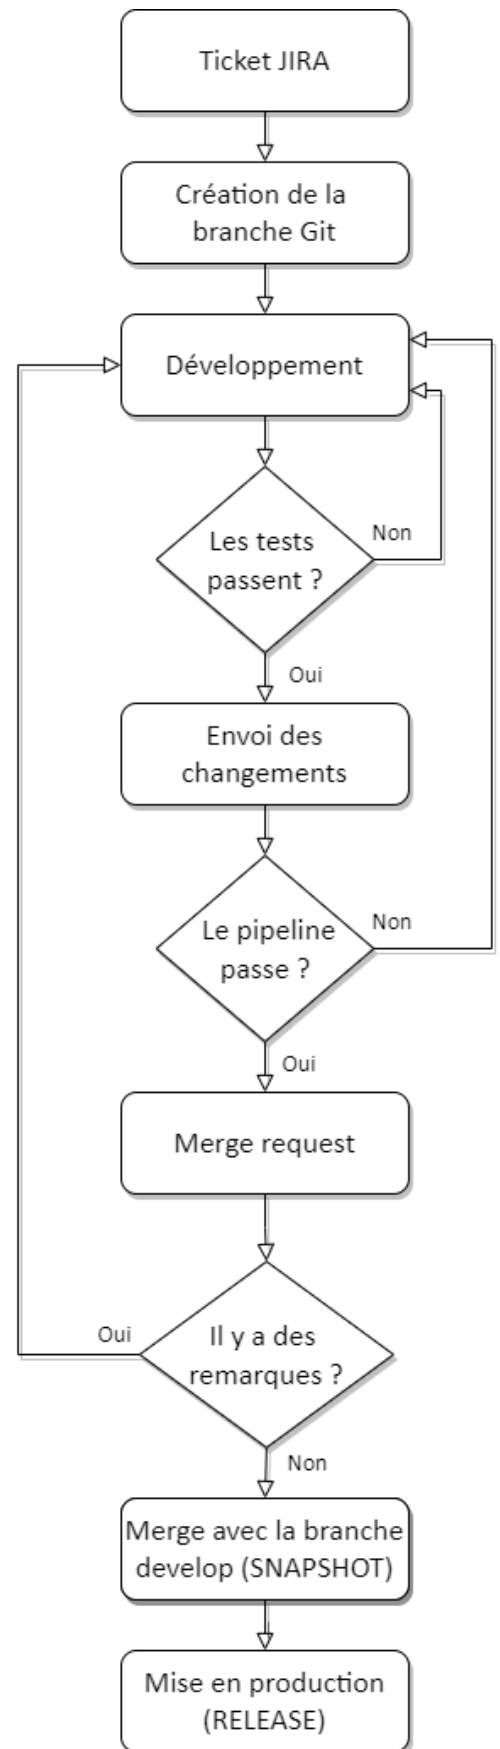 Ticket JIRA
Création de la
branche Git
Développement
Les tests
passent ?
Non
Oui
Envoi des
changements
Le pipeline
passe ?
Non
Oui
Merge request
Il y a des
remarques ?
Oui
Non
Merge avec la branche
develop (SNAPSHOT)
Mise en production
(RELEASE)